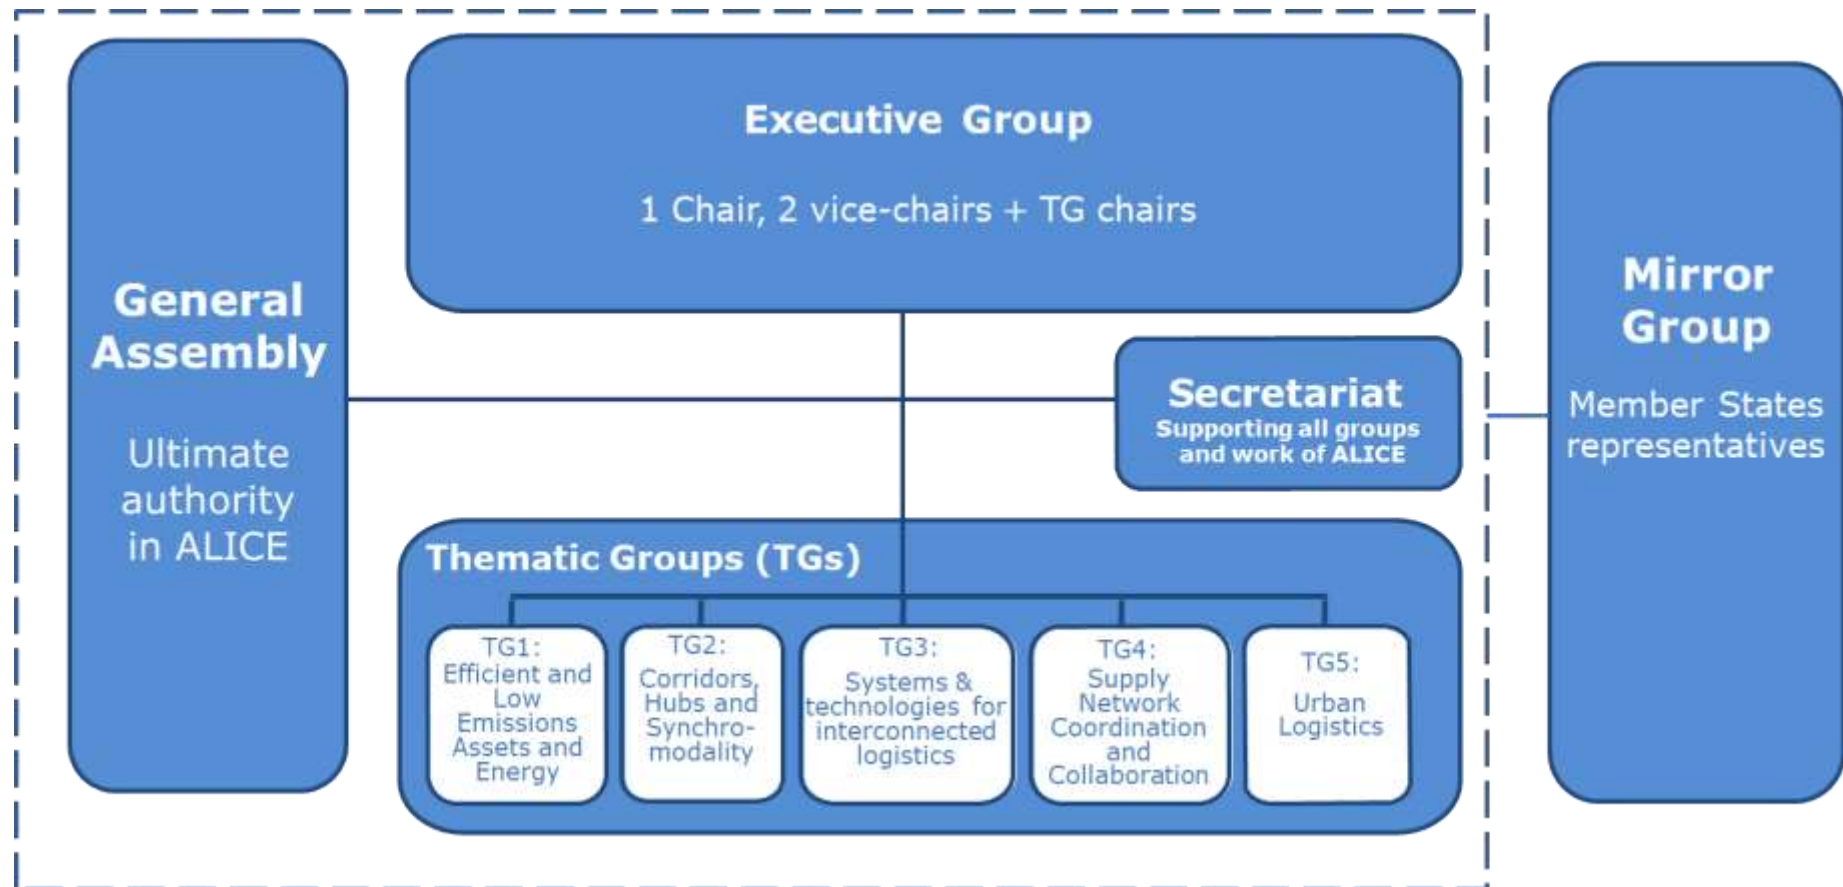 General
Assembly
Ultimate
authority
in ALICE
Executive Group
1 Chair, 2 vice-chairs + TG chairs
Secretariat
Supporting all groups
and work of ALICE
Thematic Groups (TGs)
TG1:
Efficient and
Low
Emissions
Assets and
Energy
TG2:
Corridors,
Hubs and
Synchro-
modality
TG3:
Systems &
technologies for
interconnected
logistics
TG4:
Supply
Network
Coordination
and
Collaboration
TG5:
Urban
Logistics
Mirror
Group
Member States
representatives